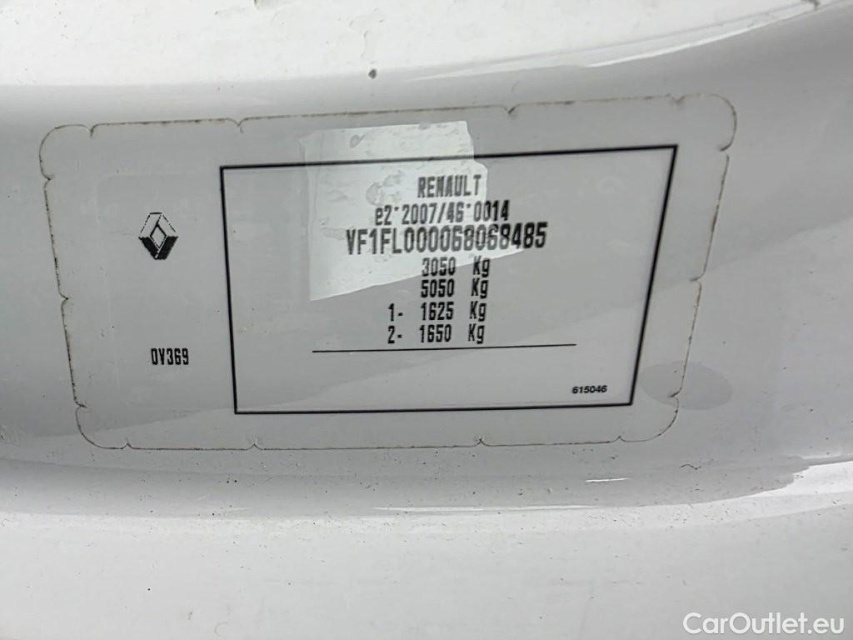 RENAULT
e2*2007/46*0014
VF1FL000068068485
3050 Kg
5050 Kg
1- 1625 Kg
2- 1650 Kg
0V369
615046
CarOutlet.eu